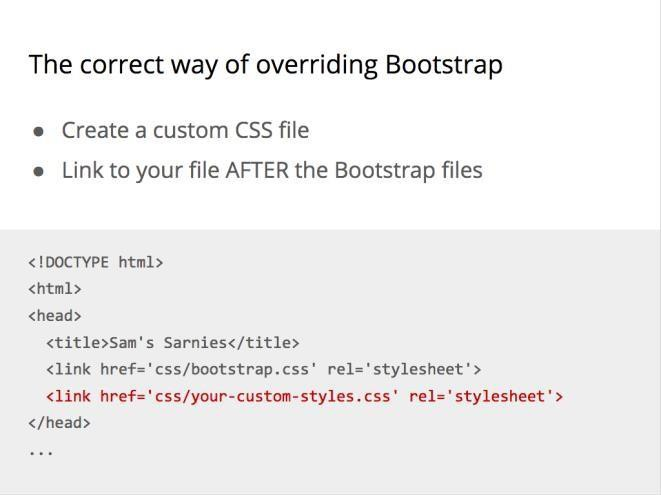 The correct way of overriding Bootstrap
● Create a custom CSS file
● Link to your file AFTER the Bootstrap files
<!DOCTYPE html>
<html>
<head>
<title>Sam's Sarnies</title>
<link href='css/bootstrap.css' rel='stylesheet'>
<link href='css/your-custom-styles.css' rel='stylesheet'>
</head>
...